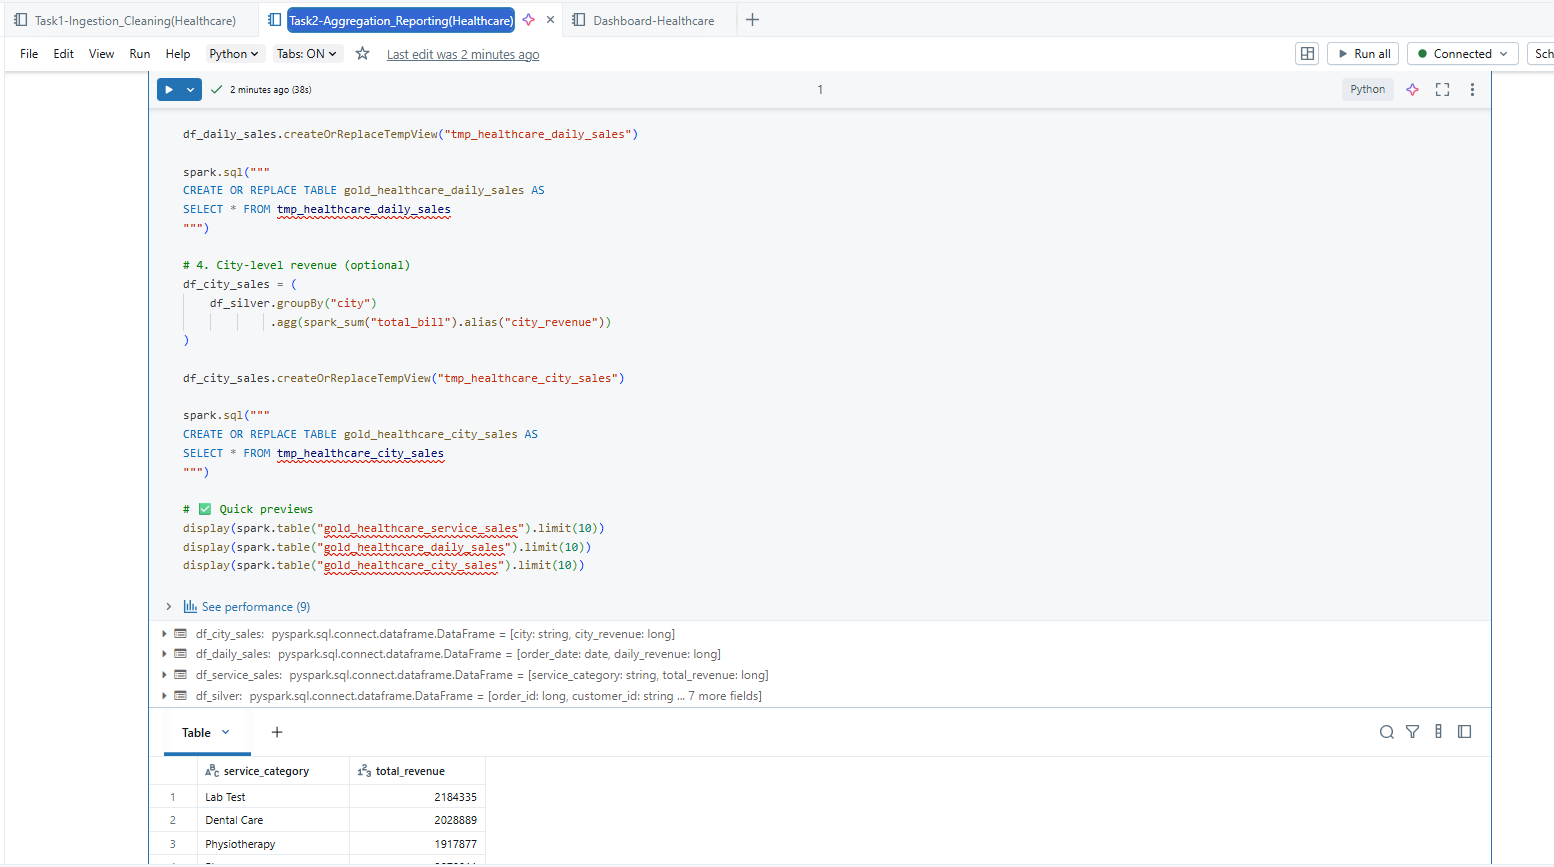 Task1-Ingestion_Cleaning(Healthcare)
Task2-Aggregation_Reporting(Healthcare)
Dashboard-Healthcare
File Edit View Run Help Python Tabs: ON Last edit was 2 minutes ago
Run all Connected Sch
2 minutes ago (38s) 1 Python
df_daily_sales.createOrReplaceTempView("tmp_healthcare_daily_sales")
spark.sql("""
CREATE OR REPLACE TABLE gold_healthcare_daily_sales AS
SELECT * FROM tmp_healthcare_daily_sales
""")
# 4. City-level revenue (optional)
df_city_sales = (
df_silver.groupBy("city")
.agg(spark_sum("total_bill").alias("city_revenue"))
)
df_city_sales.createOrReplaceTempView("tmp_healthcare_city_sales")
spark.sql("""
CREATE OR REPLACE TABLE gold_healthcare_city_sales AS
SELECT * FROM tmp_healthcare_city_sales
""")
# ✅ Quick previews
display(spark.table("gold_healthcare_service_sales").limit(10))
display(spark.table("gold_healthcare_daily_sales").limit(10))
display(spark.table("gold_healthcare_city_sales").limit(10))
See performance (9)
df_city_sales: pyspark.sql.connect.dataframe.DataFrame = [city: string, city_revenue: long]
df_daily_sales: pyspark.sql.connect.dataframe.DataFrame = [order_date: date, daily_revenue: long]
df_service_sales: pyspark.sql.connect.dataframe.DataFrame = [service_category: string, total_revenue: long]
df_silver: pyspark.sql.connect.dataframe.DataFrame = [order_id: long, customer_id: string ... 7 more fields]
Table
service_category total_revenue
1 Lab Test 2184335
2 Dental Care 2028889
3 Physiotherapy 1917877